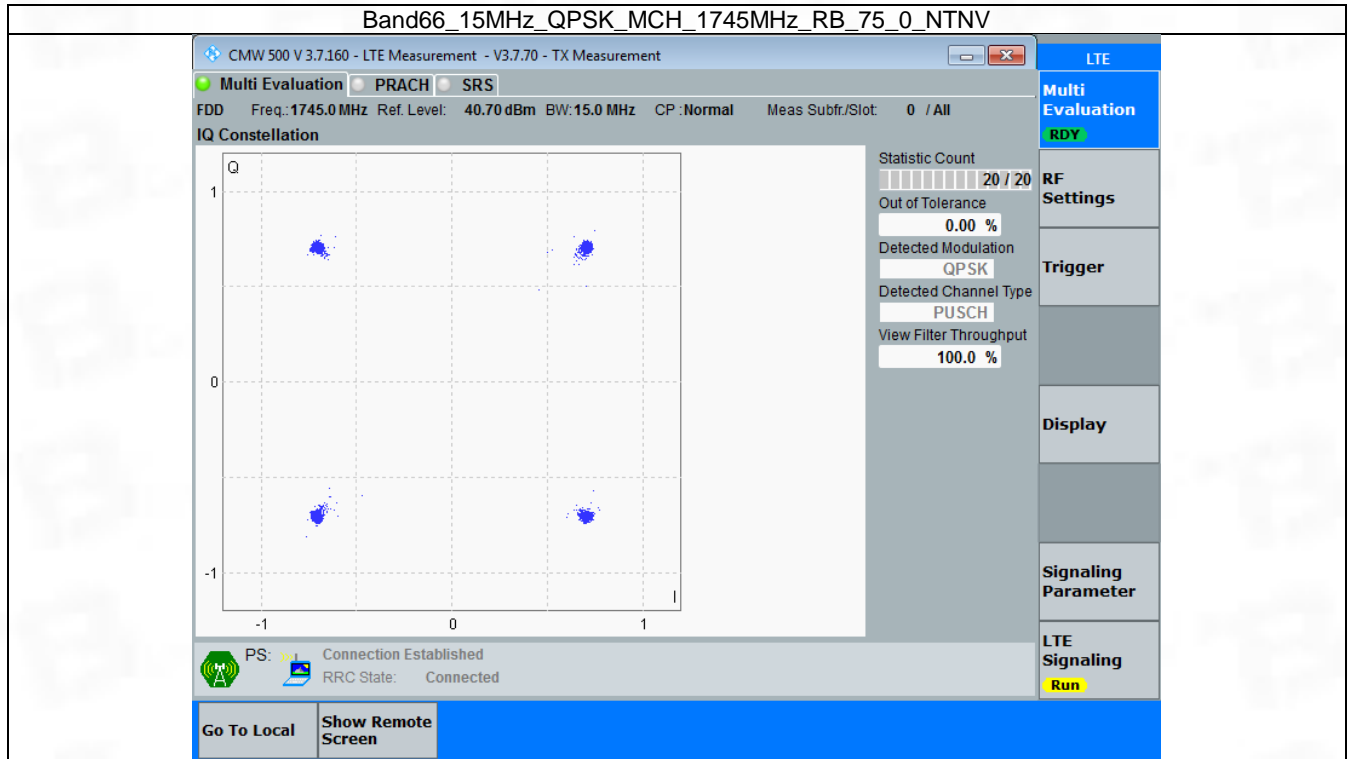 Band66_15MHz_QPSK_MCH_1745MHz_RB_75_0_NTNV
CMW 500 V 3.7.160 - LTE Measurement - V3.7.70 - TX Measurement
LTE
Multi Evaluation PRACH SRS
FDD Freq.:1745.0 MHz Ref. Level: 40.70 dBm BW:15.0 MHz CP :Normal Meas Subfr./Slot: 0 / All
IQ Constellation
Q
1
0
-1
I
-1 0 1
Statistic Count
20 / 20
Out of Tolerance
0.00 %
Detected Modulation
QPSK
Detected Channel Type
PUSCH
View Filter Throughput
100.0 %
Multi
Evaluation
RDY
RF
Settings
Trigger
Display
Signaling
Parameter
LTE
Signaling
Run
PS: Connection Established
RRC State: Connected
Go To Local
Show Remote
Screen